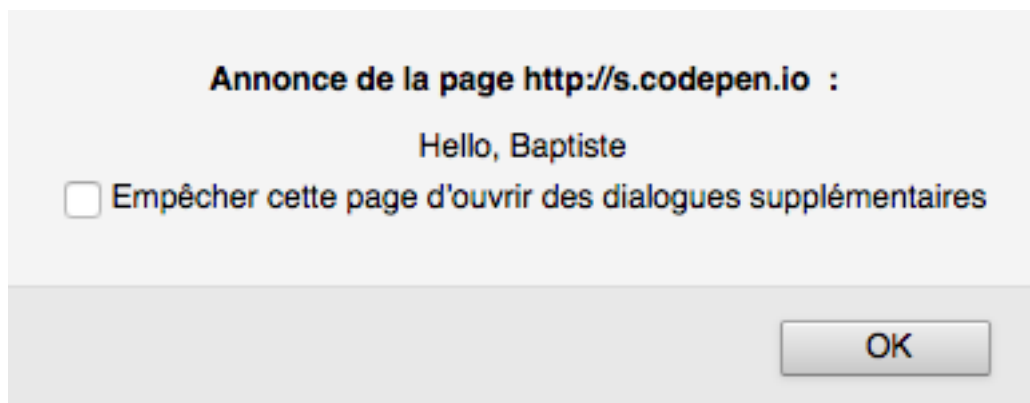 Annonce de la page http://s.codepen.io :
Hello, Baptiste
Empêcher cette page d'ouvrir des dialogues supplémentaires
OK